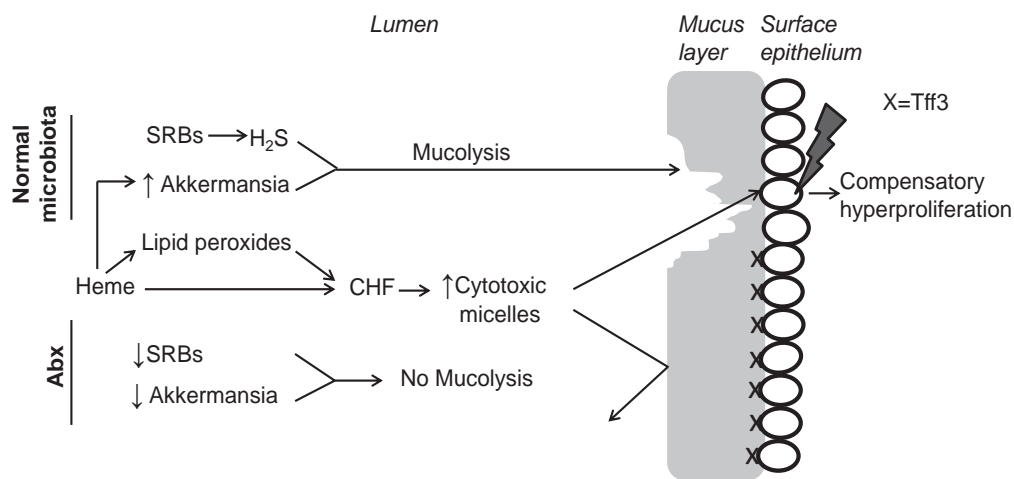 Lumen
Mucus
layer
Surface
epithelium
X=Tff3
Normal
microbiota
SRBs
H₂S
↑ Akkermansia
Mucolysis
Compensatory
hyperproliferation
Lipid peroxides
Heme
CHF
↑Cytotoxic
micelles
X
X
X
X
X
X
X
Abx
↓SRBs
↓ Akkermansia
No Mucolysis